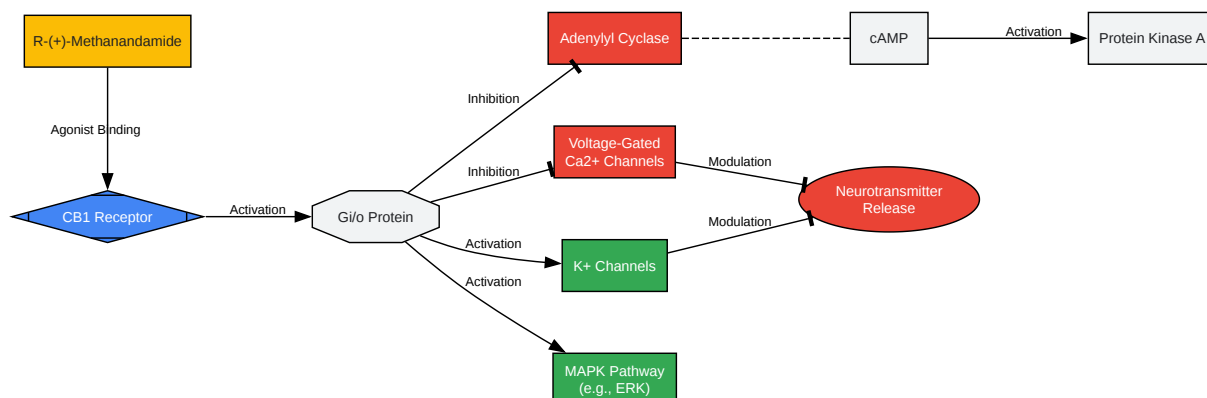 R-(+)-Methanandamide
Adenylyl Cyclase
cAMP
Activation
Protein Kinase A
Inhibition
Agonist Binding
Voltage-Gated
Ca2+ Channels
Inhibition
Modulation
Neurotransmitter
Release
CB1 Receptor
Activation
Gi/o Protein
Modulation
Activation
K+ Channels
Activation
MAPK Pathway
(e.g., ERK)